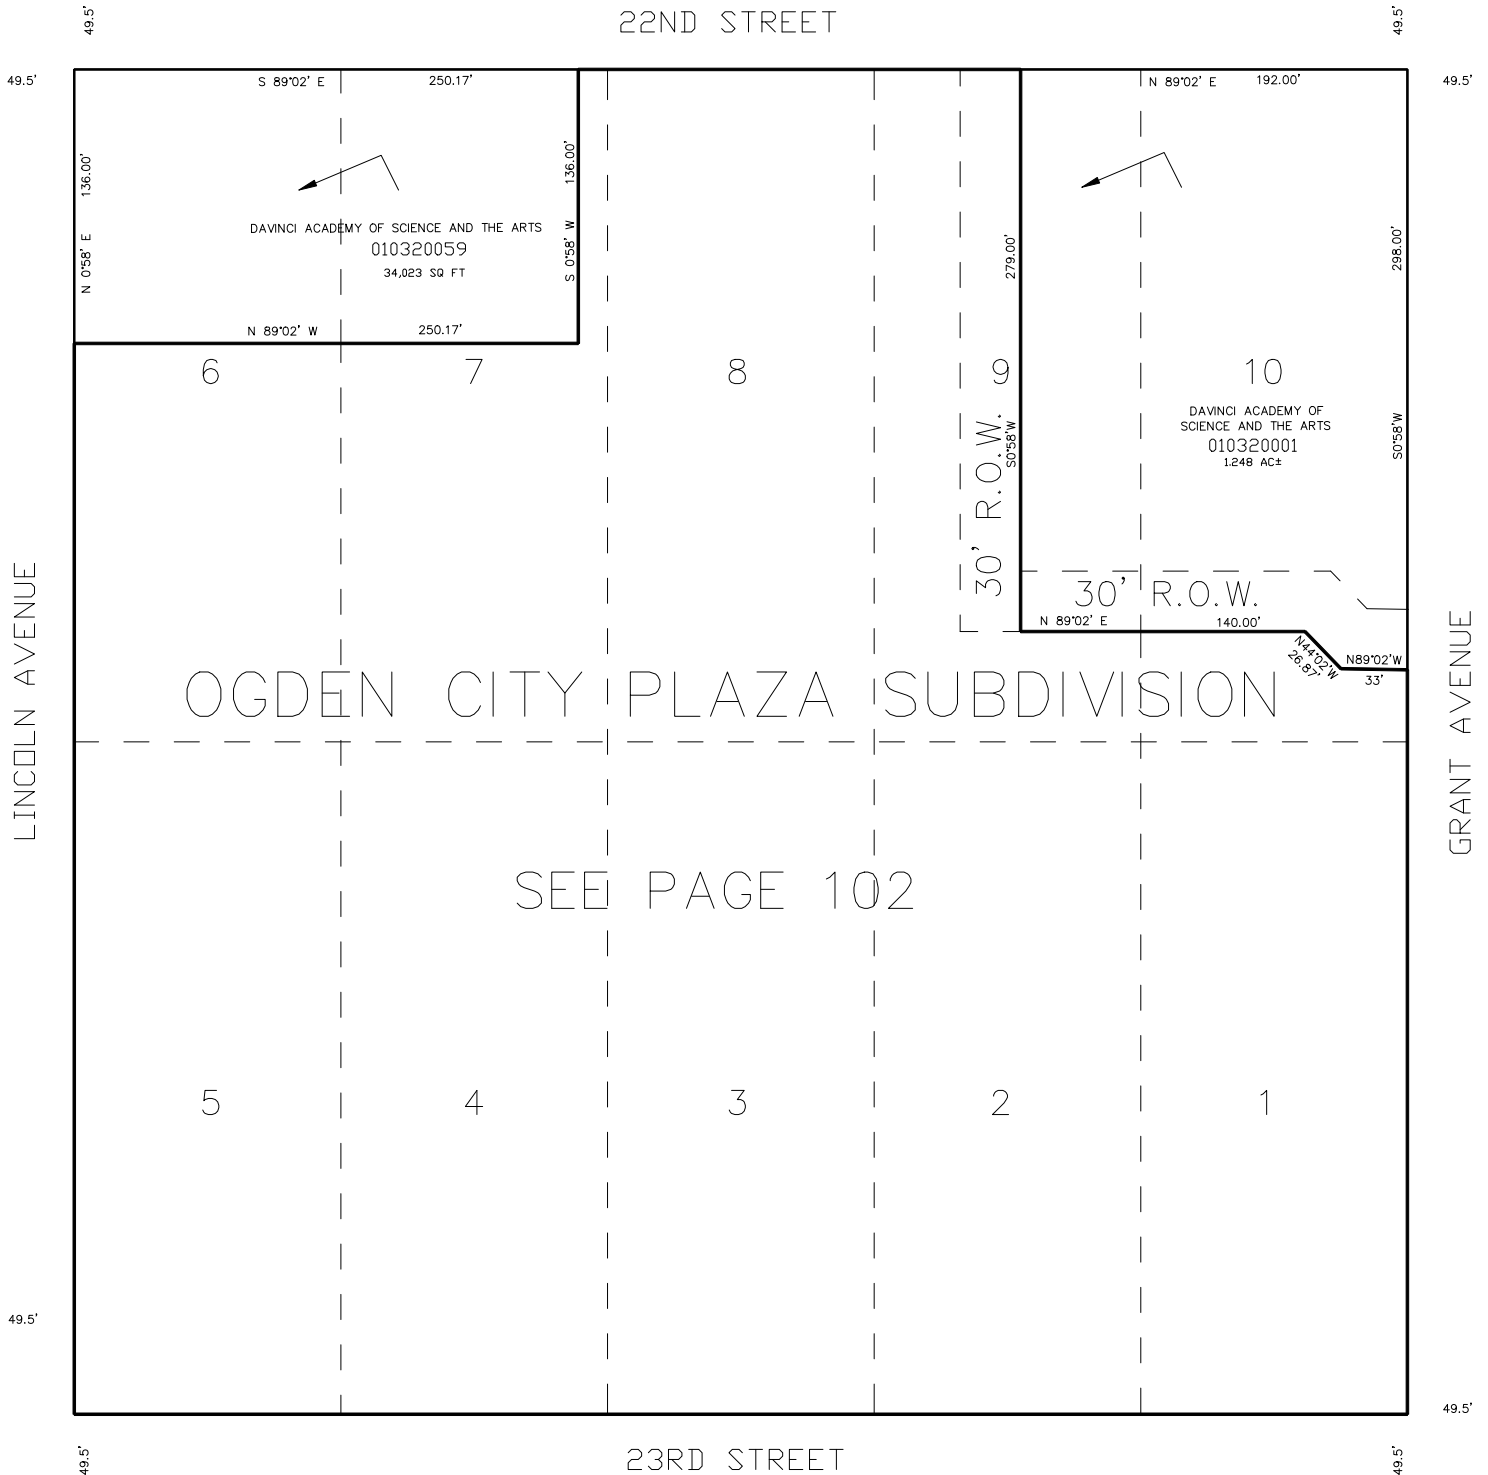 49.5'
22ND STREET
49.5'
49.5'
S 89°02' E 250.17'
N 89°02' E 192.00'
49.5'
136.00'
N 0°58' E
136.00'
S 0°58' W
DAVINCI ACADEMY OF SCIENCE AND THE ARTS
010320059
34,023 SQ FT
N 89°02' W 250.17'
279.00'
S0°58'W
298.00'
S0°58'W
6
7
8
9
10
DAVINCI ACADEMY OF
SCIENCE AND THE ARTS
010320001
1.248 AC±
30' R.O.W.
30' R.O.W.
N 89°02' E 140.00'
N44°02'W
26.87'
N89°02'W
33'
LINCOLN AVENUE
GRANT AVENUE
OGDEN CITY PLAZA SUBDIVISION
SEE PAGE 102
5
4
3
2
1
49.5'
49.5'
49.5'
23RD STREET
49.5'